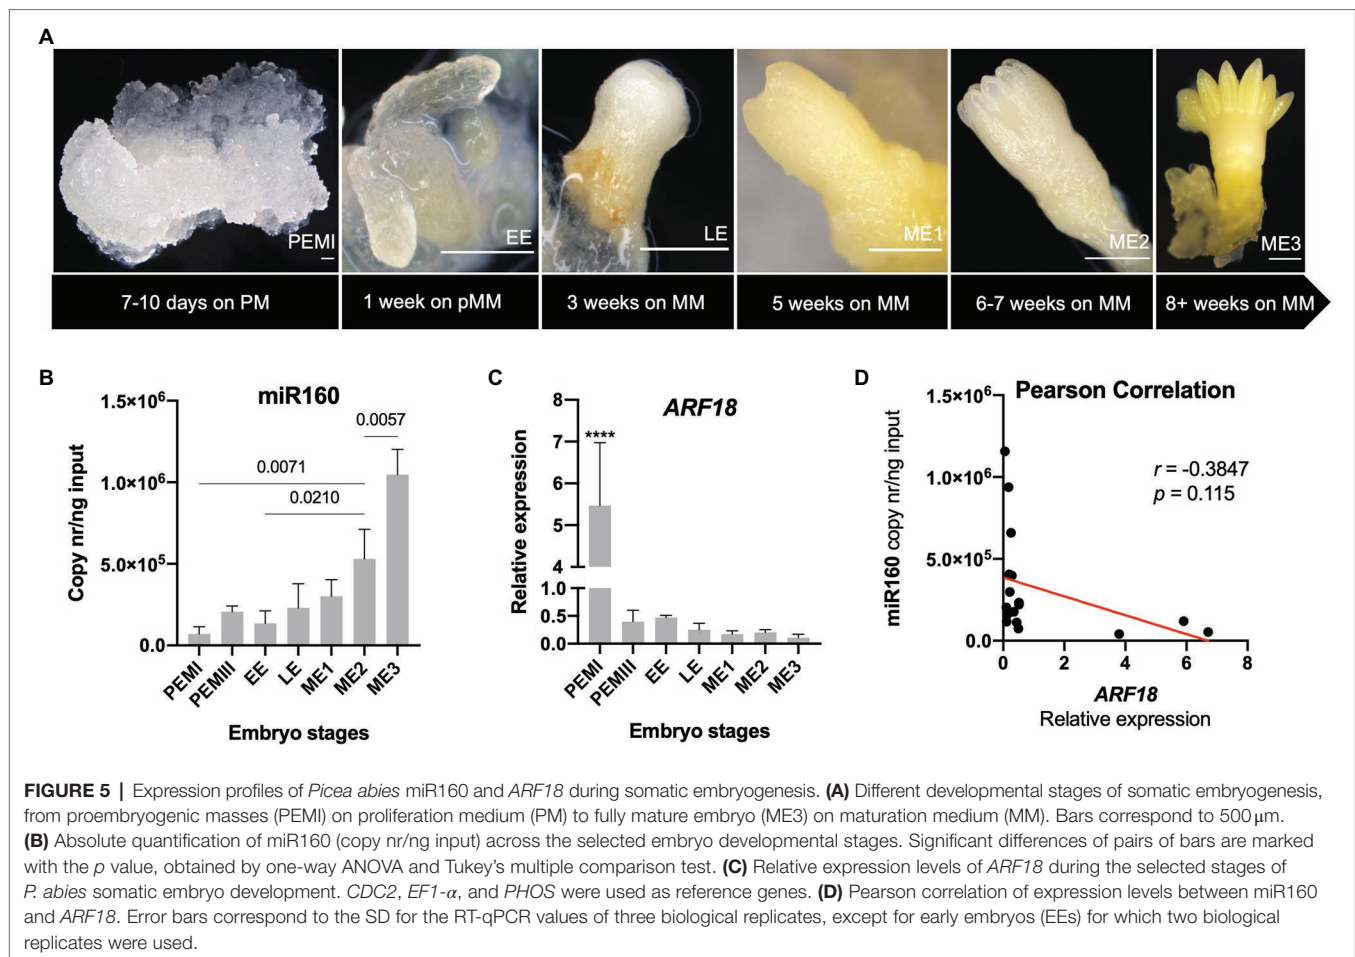 A
PEMI
EE
LE
ME1
ME2
ME3
7-10 days on PM
1 week on pMM
3 weeks on MM
5 weeks on MM
6-7 weeks on MM
8+ weeks on MM
B
miR160
Copy nr/ng input
1.5×10⁶
1.0×10⁶
5.0×10⁵
0.0
0.0057
0.0071
0.0210
PEMI
PEMIII
EE
LE
ME1
ME2
ME3
Embryo stages
C
ARF18
Relative expression
8
7
6
5
4
1.0
0.5
0.0
****
PEMI
PEMIII
EE
LE
ME1
ME2
ME3
Embryo stages
D
Pearson Correlation
miR160 copy nr/ng input
1.5×10⁶
1.0×10⁶
5.0×10⁵
0.0
r = -0.3847
p = 0.115
0
2
4
6
8
ARF18
Relative expression
FIGURE 5 | Expression profiles of Picea abies miR160 and ARF18 during somatic embryogenesis. (A) Different developmental stages of somatic embryogenesis,
from proembryogenic masses (PEMI) on proliferation medium (PM) to fully mature embryo (ME3) on maturation medium (MM). Bars correspond to 500 μm.
(B) Absolute quantification of miR160 (copy nr/ng input) across the selected embryo developmental stages. Significant differences of pairs of bars are marked
with the p value, obtained by one-way ANOVA and Tukey's multiple comparison test. (C) Relative expression levels of ARF18 during the selected stages of
P. abies somatic embryo development. CDC2, EF1-α, and PHOS were used as reference genes. (D) Pearson correlation of expression levels between miR160
and ARF18. Error bars correspond to the SD for the RT-qPCR values of three biological replicates, except for early embryos (EEs) for which two biological
replicates were used.